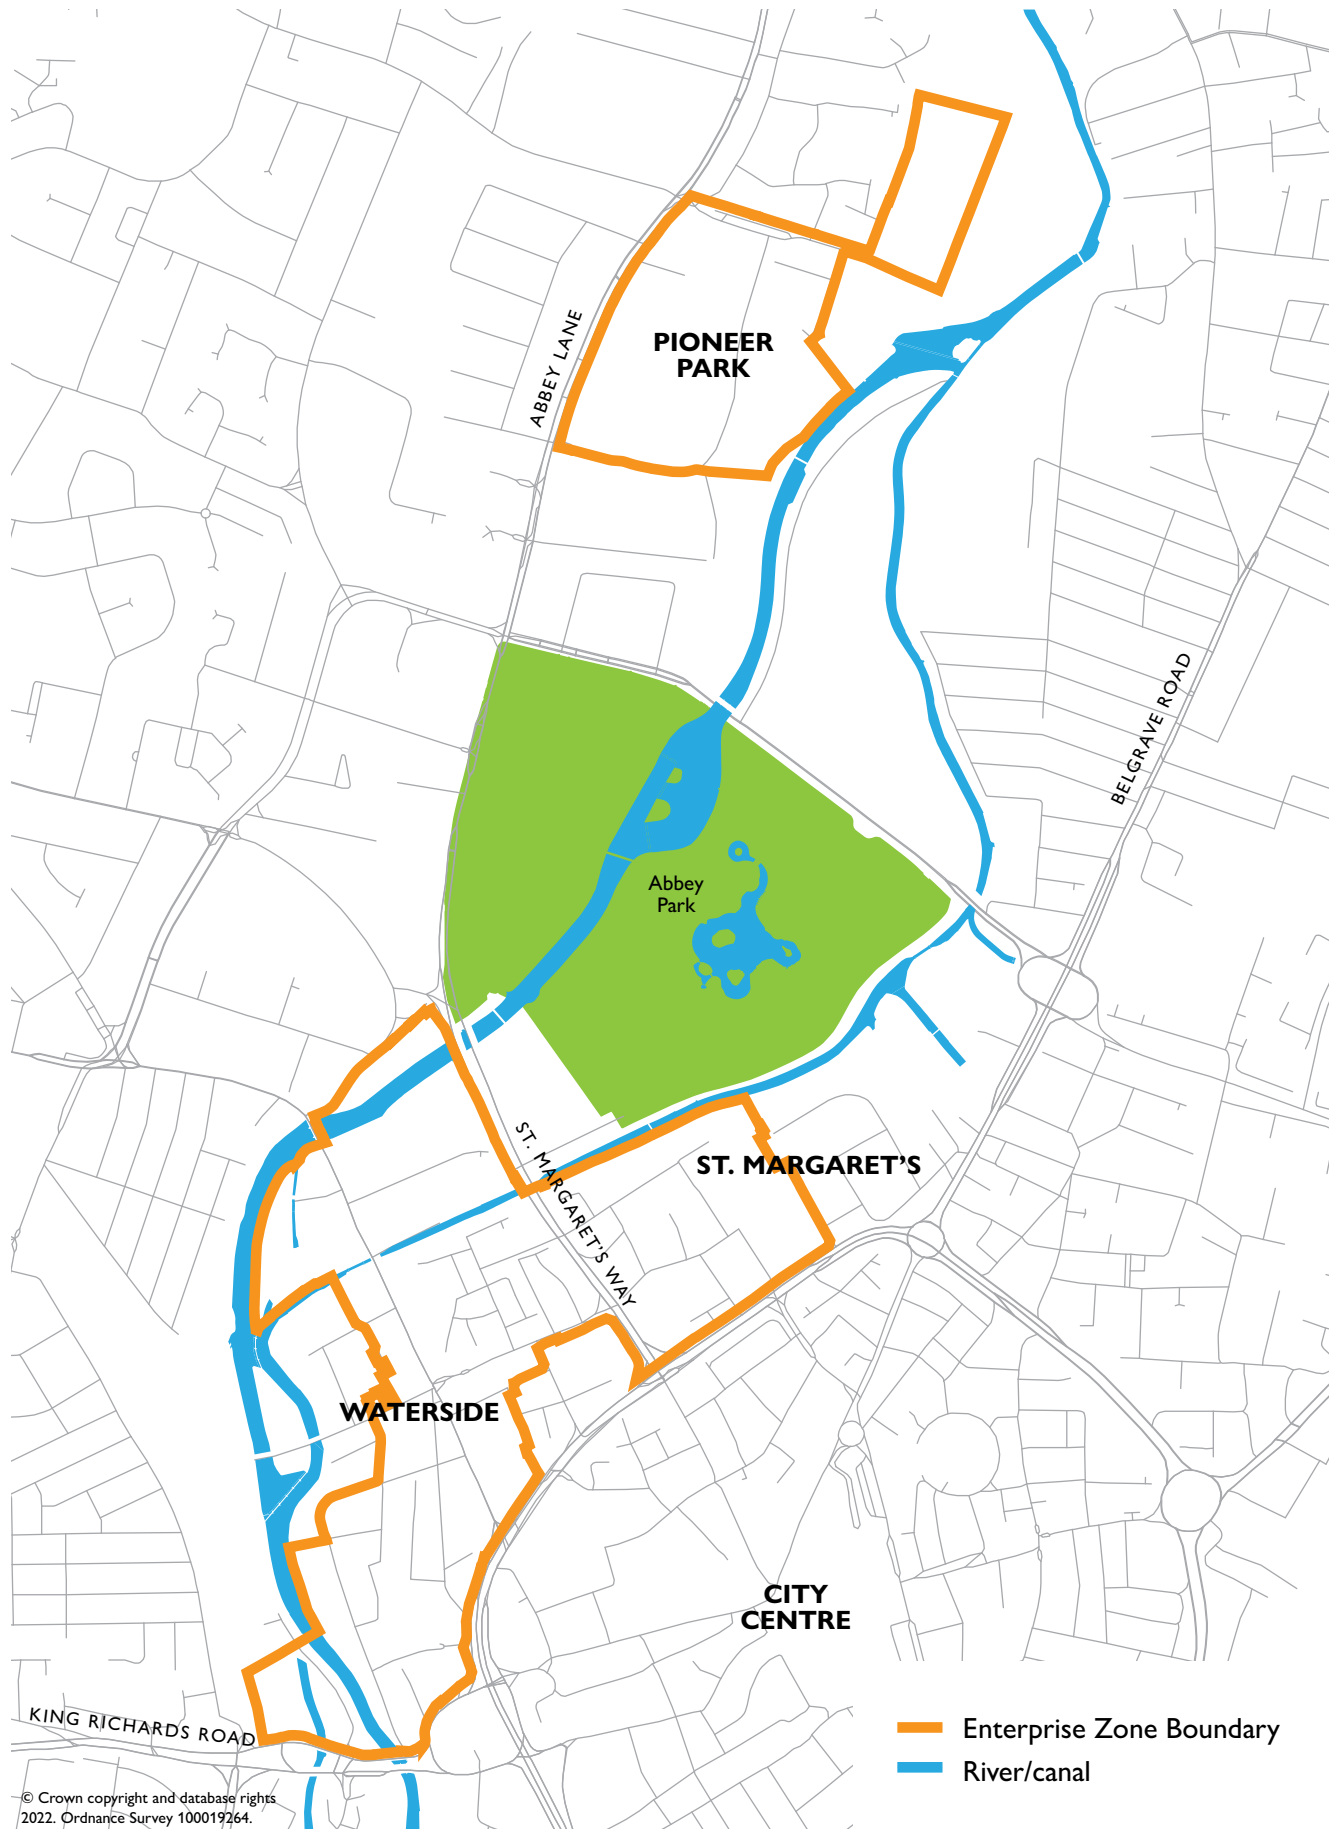 ABBEY LANE
PIONEER
PARK
BELGRAVE ROAD
Abbey
Park
ST. MARGARET'S WAY
ST. MARGARET'S
WATERSIDE
CITY
CENTRE
KING RICHARDS ROAD
Enterprise Zone Boundary
River/canal
© Crown copyright and database rights
2022. Ordnance Survey 100019264.